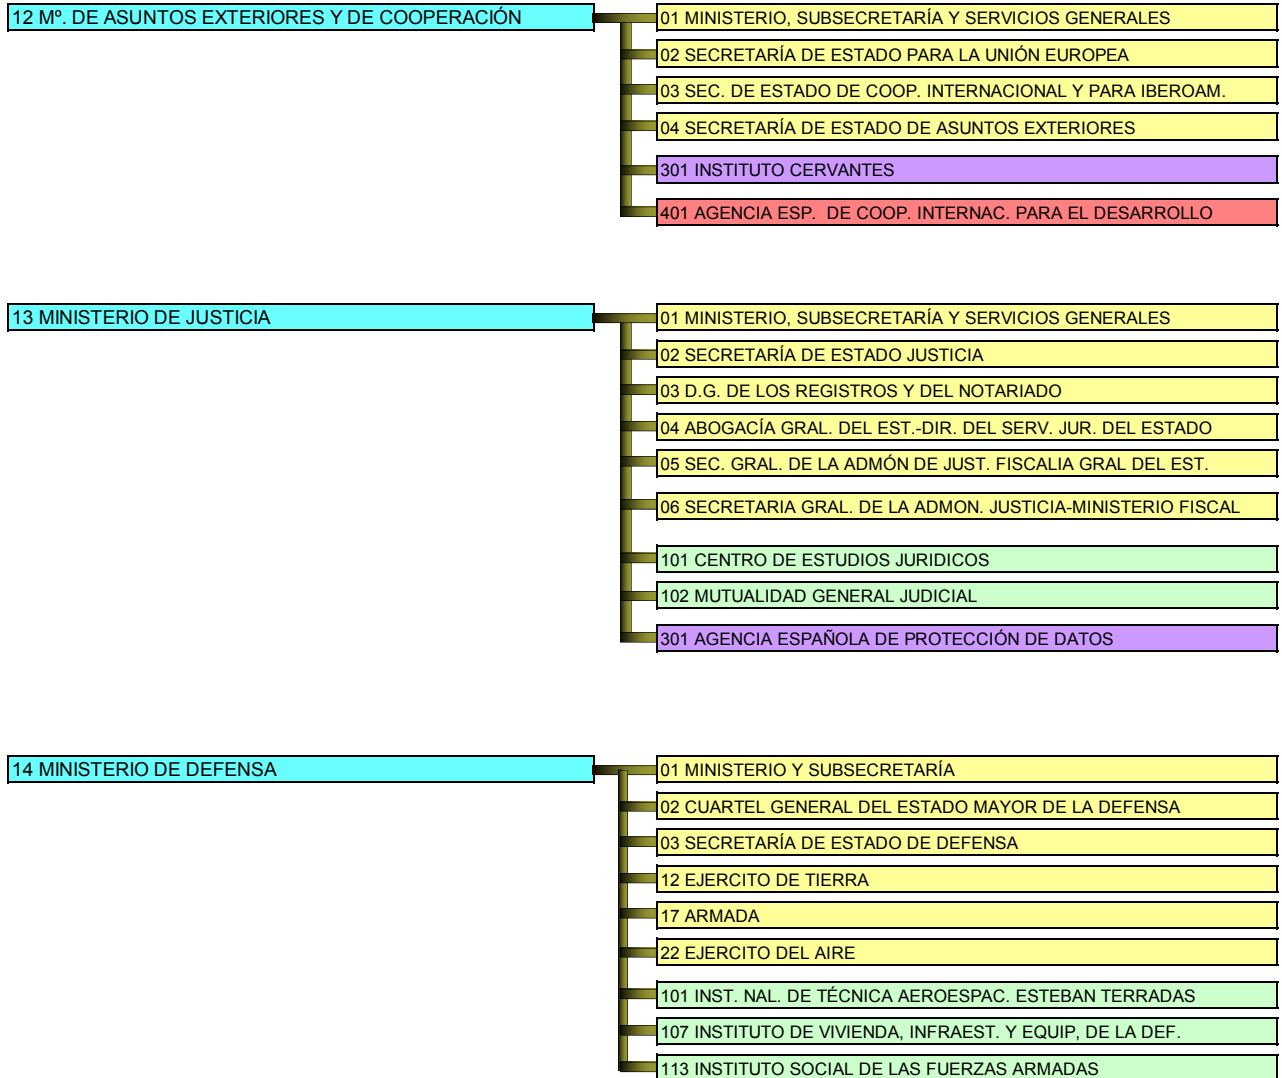 12 Mº. DE ASUNTOS EXTERIORES Y DE COOPERACIÓN
01 MINISTERIO, SUBSECRETARÍA Y SERVICIOS GENERALES
02 SECRETARÍA DE ESTADO PARA LA UNIÓN EUROPEA
03 SEC. DE ESTADO DE COOP. INTERNACIONAL Y PARA IBEROAM.
04 SECRETARÍA DE ESTADO DE ASUNTOS EXTERIORES
301 INSTITUTO CERVANTES
401 AGENCIA ESP. DE COOP. INTERNAC. PARA EL DESARROLLO
13 MINISTERIO DE JUSTICIA
01 MINISTERIO, SUBSECRETARÍA Y SERVICIOS GENERALES
02 SECRETARÍA DE ESTADO JUSTICIA
03 D.G. DE LOS REGISTROS Y DEL NOTARIADO
04 ABOGACÍA GRAL. DEL EST.-DIR. DEL SERV. JUR. DEL ESTADO
05 SEC. GRAL. DE LA ADMÓN DE JUST. FISCALIA GRAL DEL EST.
06 SECRETARIA GRAL. DE LA ADMON. JUSTICIA-MINISTERIO FISCAL
101 CENTRO DE ESTUDIOS JURIDICOS
102 MUTUALIDAD GENERAL JUDICIAL
301 AGENCIA ESPAÑOLA DE PROTECCIÓN DE DATOS
14 MINISTERIO DE DEFENSA
01 MINISTERIO Y SUBSECRETARÍA
02 CUARTEL GENERAL DEL ESTADO MAYOR DE LA DEFENSA
03 SECRETARÍA DE ESTADO DE DEFENSA
12 EJERCITO DE TIERRA
17 ARMADA
22 EJERCITO DEL AIRE
101 INST. NAL. DE TÉCNICA AEROESPAC. ESTEBAN TERRADAS
107 INSTITUTO DE VIVIENDA, INFRAEST. Y EQUIP, DE LA DEF.
113 INSTITUTO SOCIAL DE LAS FUERZAS ARMADAS